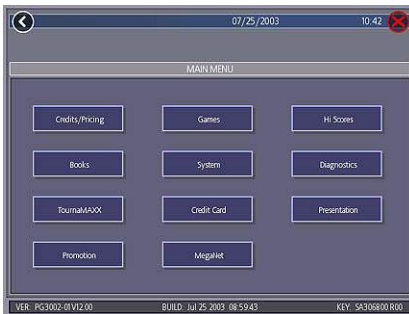 07/25/2003 10:42
MAIN MENU
Credits/Pricing Games Hi Scores
Books System Diagnostics
TournaMAXX Credit Card Presentation
Promotion MegaNet
VER: PG3002-01V12.00 BUILD: Jul 25 2003 08:59:43 KEY: SA306800 R00